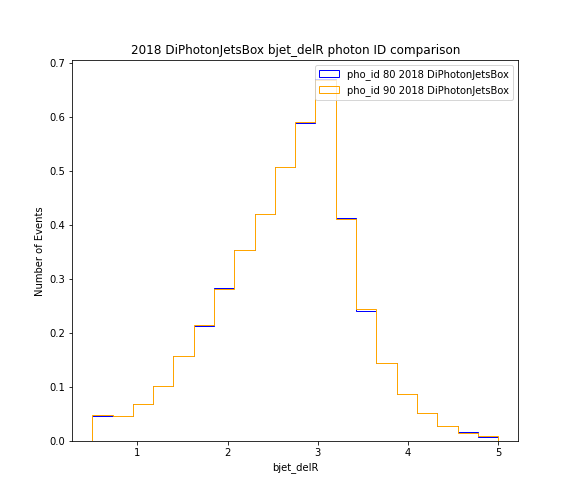 2018 DiPhotonJetsBox bjet_delR photon ID comparison
pho_id 80 2018 DiPhotonJetsBox
pho_id 90 2018 DiPhotonJetsBox
Number of Events
0.7
0.6
0.5
0.4
0.3
0.2
0.1
0.0
1 2 3 4 5
bjet_delR